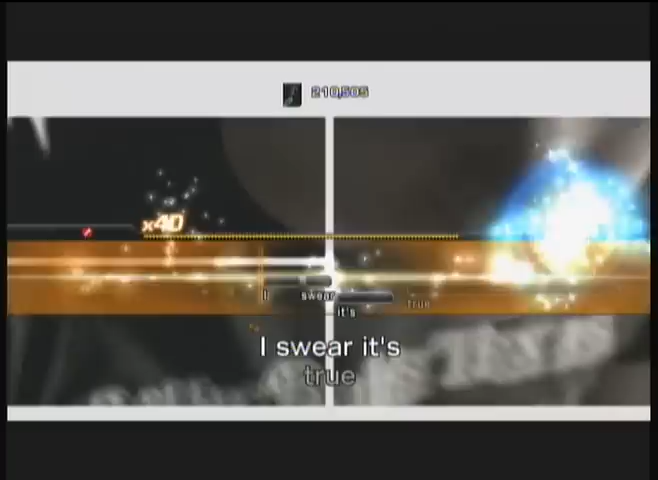 210,505
x40
I swear
it's true
I swear it's
true